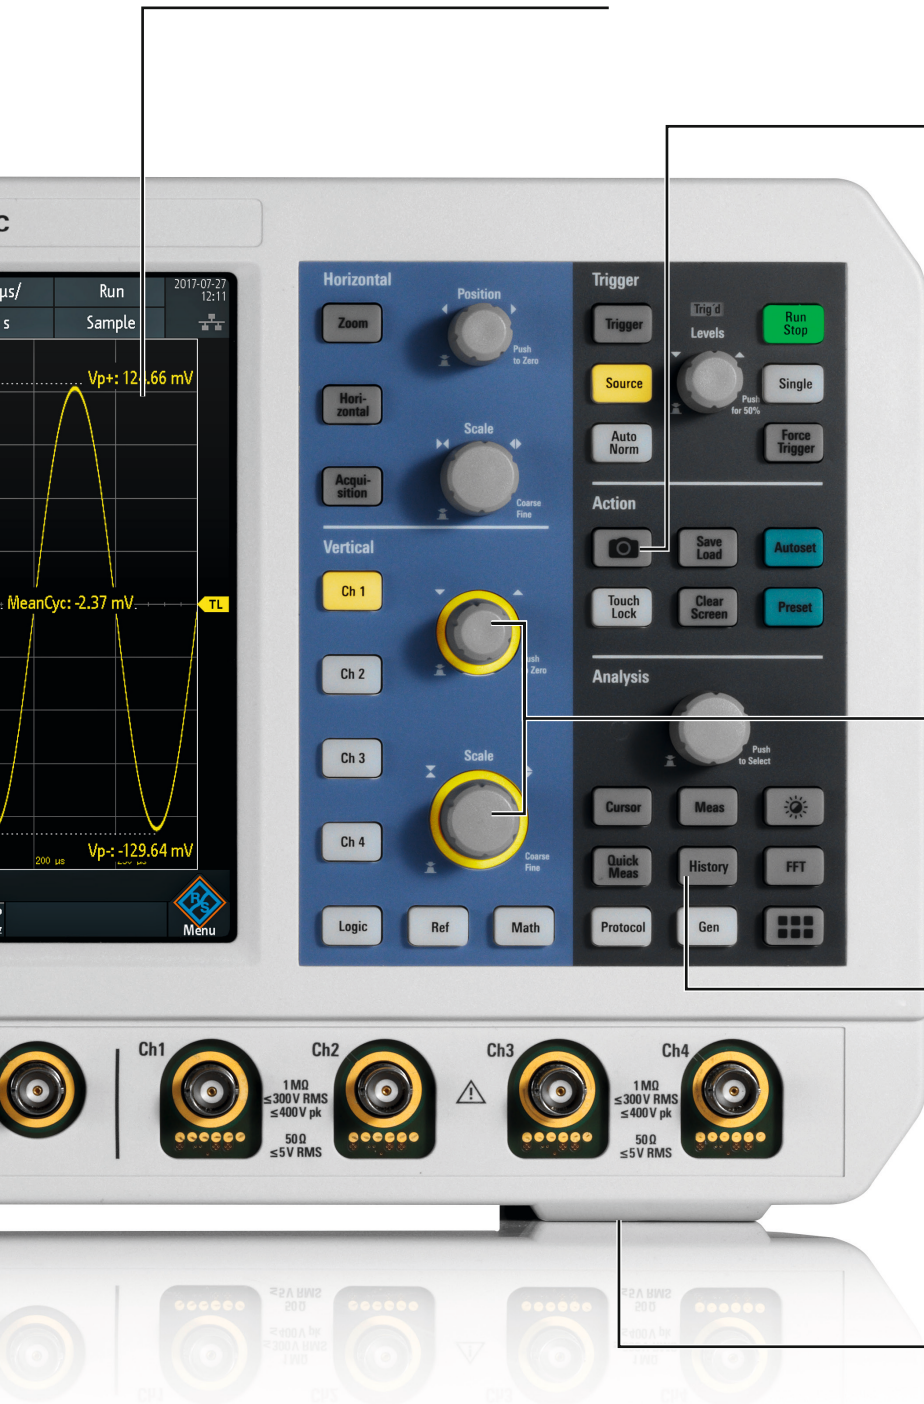 C
µs/
Run
2017-07-27
12:11
s
Sample
Vp+: 12 .66 mV
MeanCyc: -2.37 mV
TL
Vp-: -129.64 mV
200 µs
R
S
Menu
Horizontal
Zoom
Position
Push
to Zero
Hori-
zontal
Scale
Acqui-
sition
Coarse
Fine
Vertical
Ch 1
Zero
Ch 2
Ch 3
Scale
Ch 4
Coarse
Fine
Logic
Ref
Math
Trigger
Trigger
Trig'd
Levels
Run
Stop
Source
Single
Push
for 50%
Auto
Norm
Force
Trigger
Action
Save
Load
Autoset
Touch
Lock
Clear
Screen
Preset
Analysis
Push
to Select
Cursor
Meas
Quick
Meas
History
FFT
Protocol
Gen
Ch1
Ch2
Ch3
Ch4
1 MΩ
≤300 V RMS
≤400 V pk
50 Ω
≤5 V RMS
1 MΩ
≤300 V RMS
≤400 V pk
50 Ω
≤5 V RMS